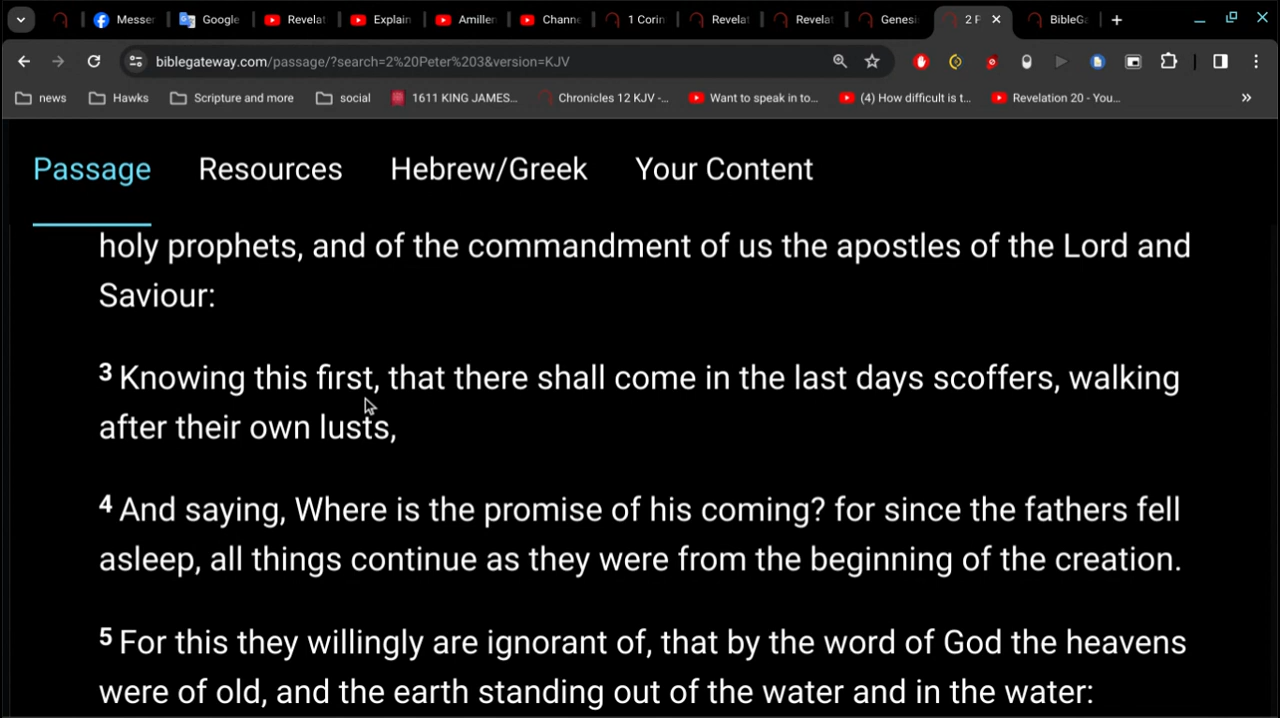 Messer Google Revelat Explain Amillen Channe 1 Corin Revelat Revelat Genesi 2 P BibleGa
biblegateway.com/passage/?search=2%20Peter%203&version=KJV
news Hawks Scripture and more social 1611 KING JAMES... Chronicles 12 KJV -... Want to speak in to... (4) How difficult is t... Revelation 20 - You...
Passage Resources Hebrew/Greek Your Content
holy prophets, and of the commandment of us the apostles of the Lord and
Saviour:
3 Knowing this first, that there shall come in the last days scoffers, walking
after their own lusts,
4 And saying, Where is the promise of his coming? for since the fathers fell
asleep, all things continue as they were from the beginning of the creation.
5 For this they willingly are ignorant of, that by the word of God the heavens
were of old, and the earth standing out of the water and in the water: